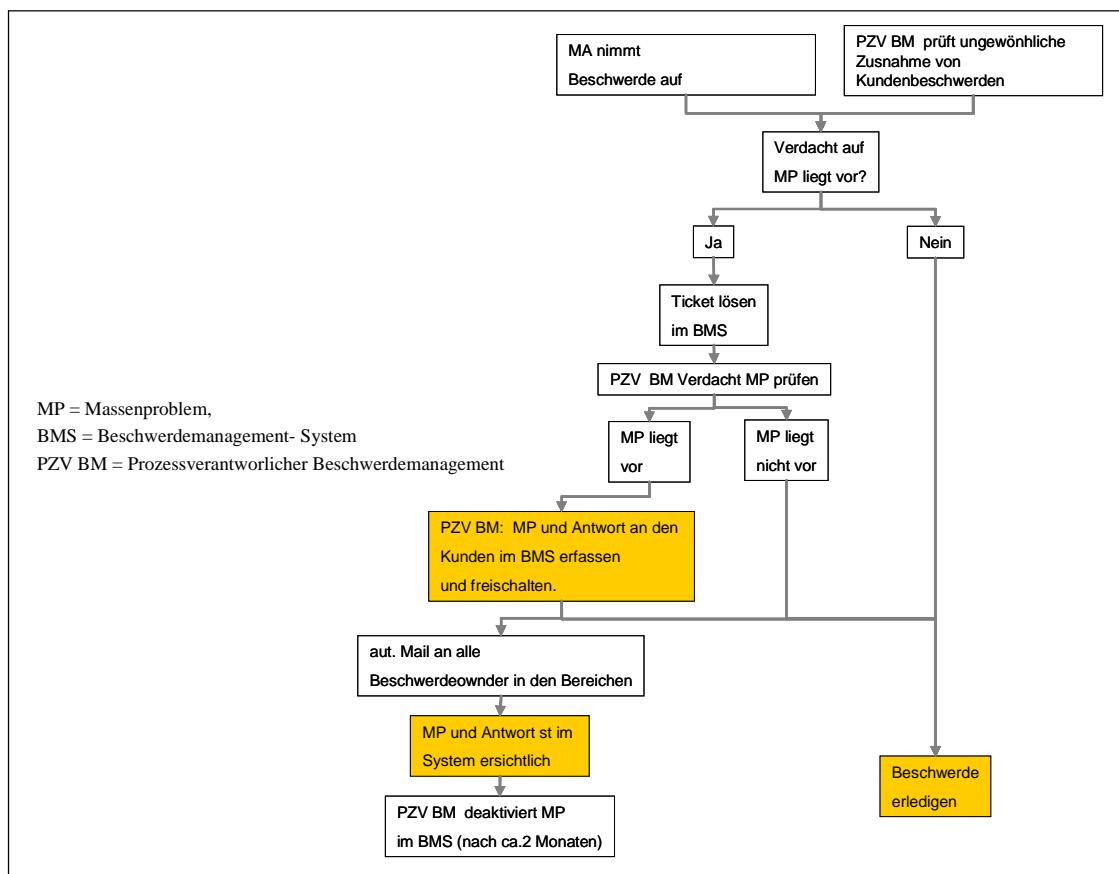 MA nimmt
Beschwerde auf
PZV BM prüft ungewönhliche
Zusnahme von
Kundenbeschwerden
Verdacht auf
MP liegt vor?
Ja
Nein
Ticket lösen
im BMS
PZV BM Verdacht MP prüfen
MP = Massenproblem,
BMS = Beschwerdemanagement- System
PZV BM = Prozessverantworlicher Beschwerdemanagement
MP liegt
vor
MP liegt
nicht vor
PZV BM: MP und Antwort an den
Kunden im BMS erfassen
und freischalten.
aut. Mail an alle
Beschwerdeownder in den Bereichen
MP und Antwort st im
System ersichtlich
Beschwerde
erledigen
PZV BM deaktiviert MP
im BMS (nach ca.2 Monaten)